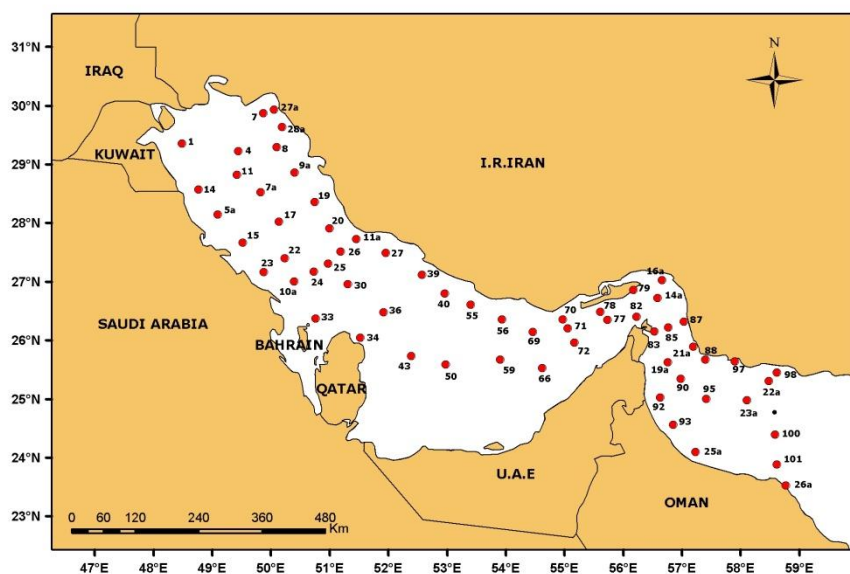 31°N
N
IRAQ
30°N
7
27a
28a
KUWAIT
29°N
1
4
8
I.R.IRAN
9a
11
14
7a
28°N
5a
19
17
20
15
11a
26
27
22
23
25
27°N
10a
24
30
39
16a
79
14a
40
78
36
55
70
82
87
SAUDI ARABIA
33
56
71
77
26°N
BAHRAIN
34
69
72
83
85
88
21a
43
59
19a
97
98
50
66
90
95
22a
QATAR
25°N
92
23a
93
100
24°N
25a
101
U.A.E
26a
OMAN
23°N
0
120
240
360
480
Km
47°E
48°E
49°E
50°E
51°E
52°E
53°E
54°E
55°E
56°E
57°E
58°E
59°E